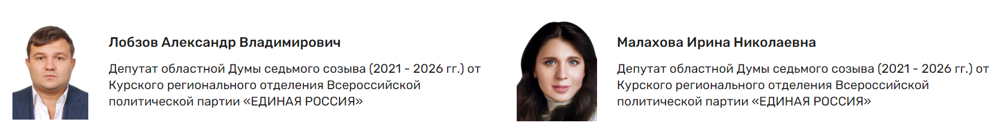 Лобзов Александр Владимирович
Депутат областной Думы седьмого созыва (2021 - 2026 гг.) от
Курского регионального отделения Всероссийской
политической партии «ЕДИНАЯ РОССИЯ»
Малахова Ирина Николаевна
Депутат областной Думы седьмого созыва (2021 - 2026 гг.) от
Курского регионального отделения Всероссийской
политической партии «ЕДИНАЯ РОССИЯ»